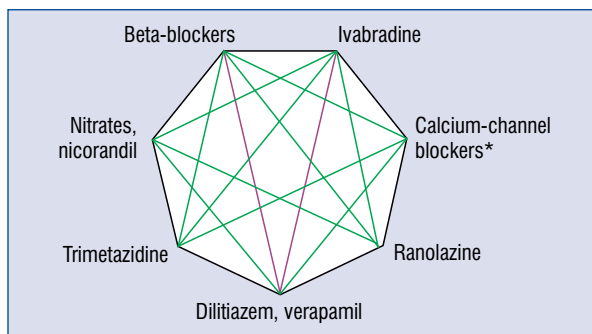 Beta-blockers
Ivabradine
Nitrates,
nicorandil
Calcium-channel
blockers*
Trimetazidine
Ranolazine
Dilitiazem, verapamil